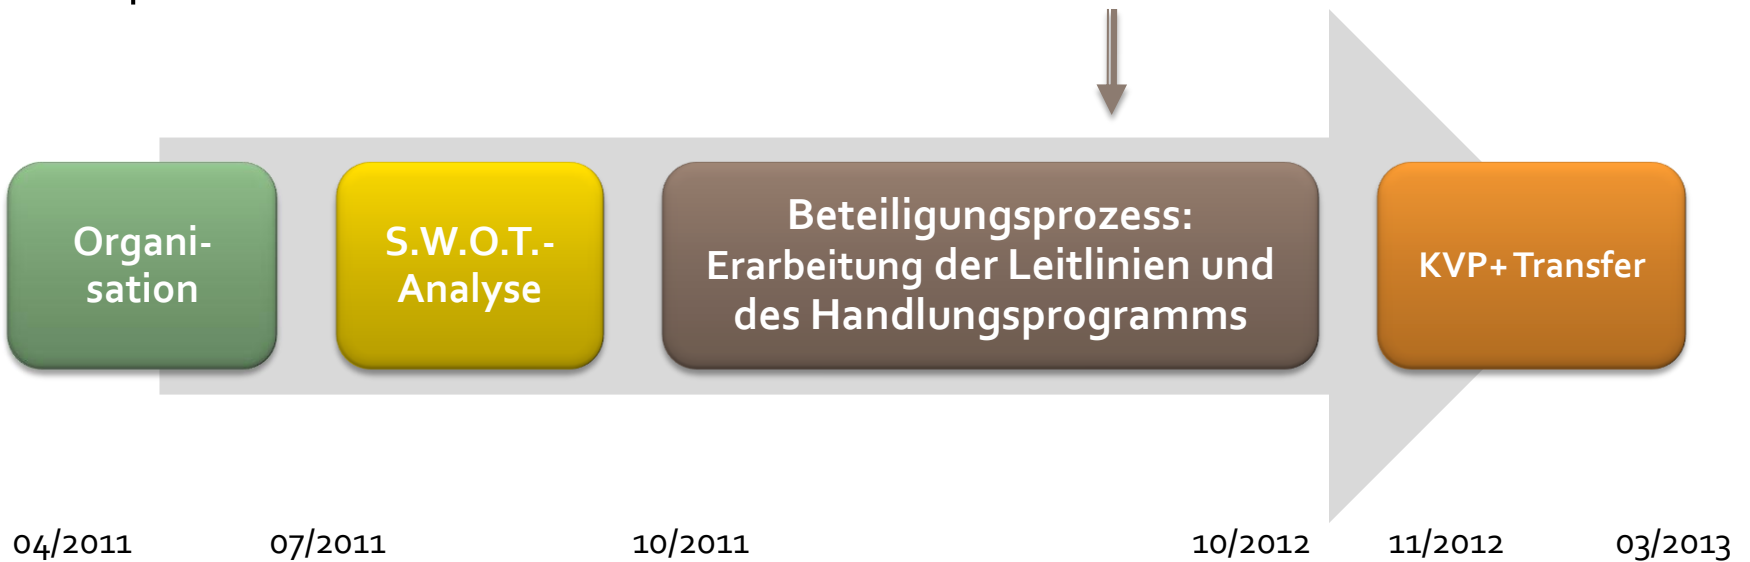 Organi-
sation
S.W.O.T.-
Analyse
Beteiligungsprozess:
Erarbeitung der Leitlinien und
des Handlungsprogramms
KVP+ Transfer
04/2011
07/2011
10/2011
10/2012
11/2012
03/2013